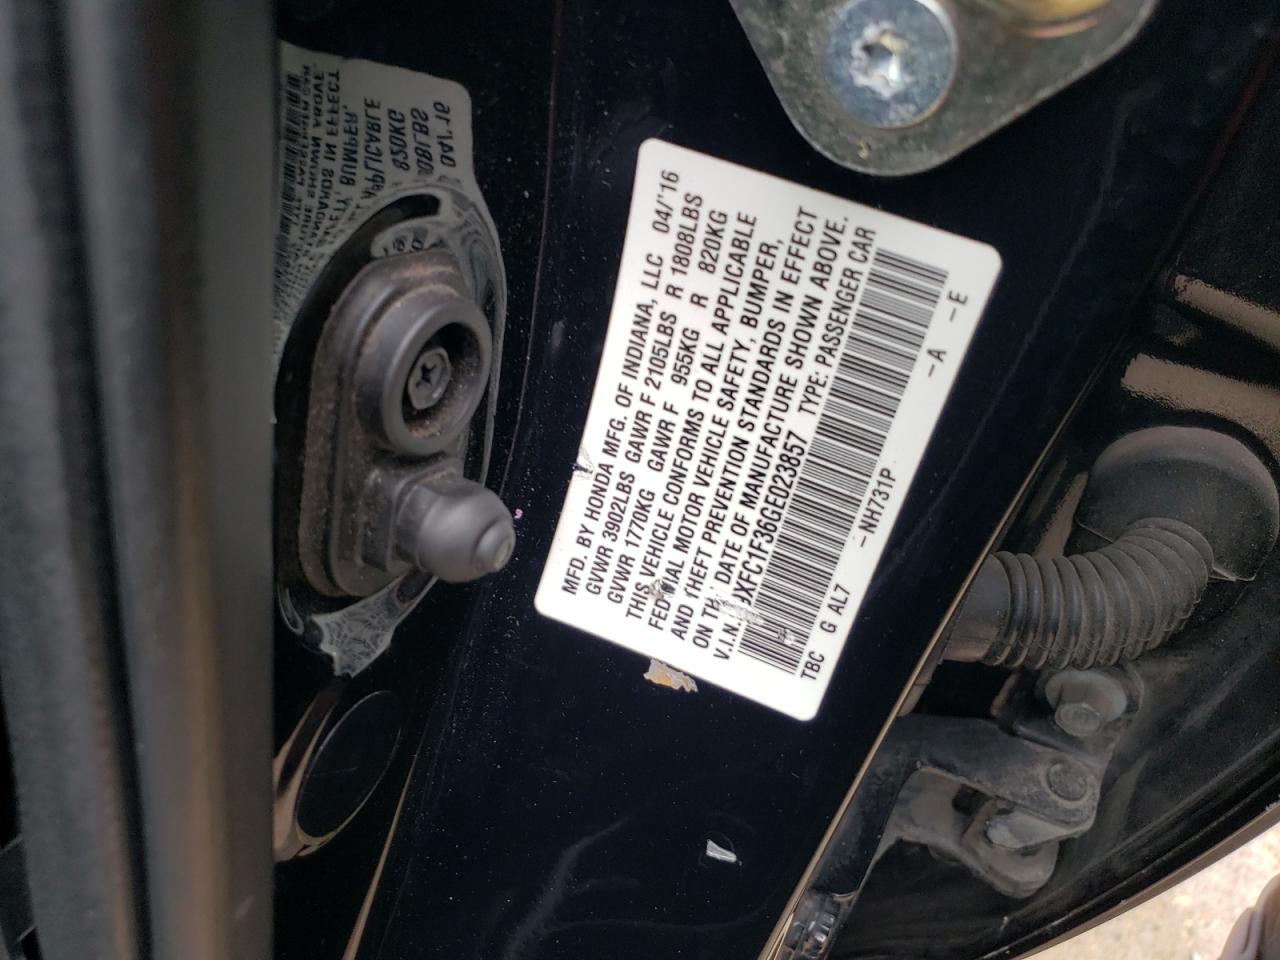 MFD. BY HONDA MFG. OF INDIANA, LLC 04/'16
GVWR 3902LBS GAWR F 2105LBS R 1808LBS
GVWR 1770KG GAWR F 955KG R 820KG
THIS VEHICLE CONFORMS TO ALL APPLICABLE
MOTOR VEHICLE SAFETY, BUMPER,
AND THEFT PREVENTION STANDARDS IN EFFECT
ON DATE OF MANUFACTURE SHOWN ABOVE.
V.I.N. XFC1F36GE023857 TYPE: PASSENGER CAR
-A -E
TBC G AL7 -NH731P